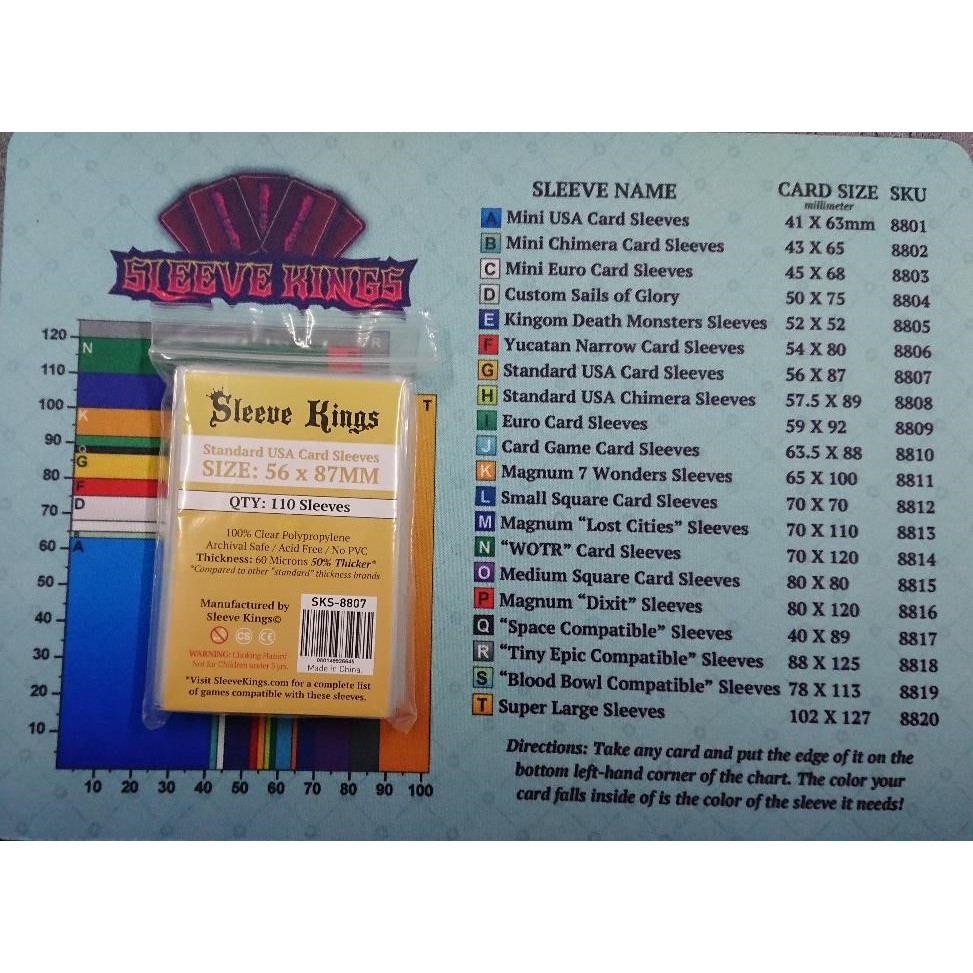 SLEEVE KINGS
SLEEVE NAME CARD SIZE SKU
millimeter
A Mini USA Card Sleeves 41 X 63mm 8801
B Mini Chimera Card Sleeves 43 X 65 8802
C Mini Euro Card Sleeves 45 X 68 8803
D Custom Sails of Glory 50 X 75 8804
E Kingom Death Monsters Sleeves 52 X 52 8805
F Yucatan Narrow Card Sleeves 54 X 80 8806
G Standard USA Card Sleeves 56 X 87 8807
H Standard USA Chimera Sleeves 57.5 X 89 8808
I Euro Card Sleeves 59 X 92 8809
J Card Game Card Sleeves 63.5 X 88 8810
K Magnum 7 Wonders Sleeves 65 X 100 8811
L Small Square Card Sleeves 70 X 70 8812
M Magnum "Lost Cities" Sleeves 70 X 110 8813
N "WOTR" Card Sleeves 70 X 120 8814
O Medium Square Card Sleeves 80 X 80 8815
P Magnum "Dixit" Sleeves 80 X 120 8816
Q "Space Compatible" Sleeves 40 X 89 8817
R "Tiny Epic Compatible" Sleeves 88 X 125 8818
S "Blood Bowl Compatible" Sleeves 78 X 113 8819
T Super Large Sleeves 102 X 127 8820
Directions: Take any card and put the edge of it on the
bottom left-hand corner of the chart. The color your
card falls inside of is the color of the sleeve it needs!
120
N
R
110
100
K
T
90
G
80
F
D
70
60
A
50
40
30
20
10
10 20 30 40 50 60 70 80 90 100
Sleeve Kings
Standard USA Card Sleeves
SIZE: 56 x 87MM
QTY: 110 Sleeves
100% Clear Polypropylene
Archival Safe / Acid Free / No PVC
Thickness: 60 Microns 50% Thicker*
*Compared to other "standard" thickness brands
Manufactured by
Sleeve Kings©
CS CE
WARNING: Choking Hazard
Not for Children under 3 yrs.
SKS-8807
Made in China.
*Visit SleeveKings.com for a complete list
of games compatible with these sleeves.